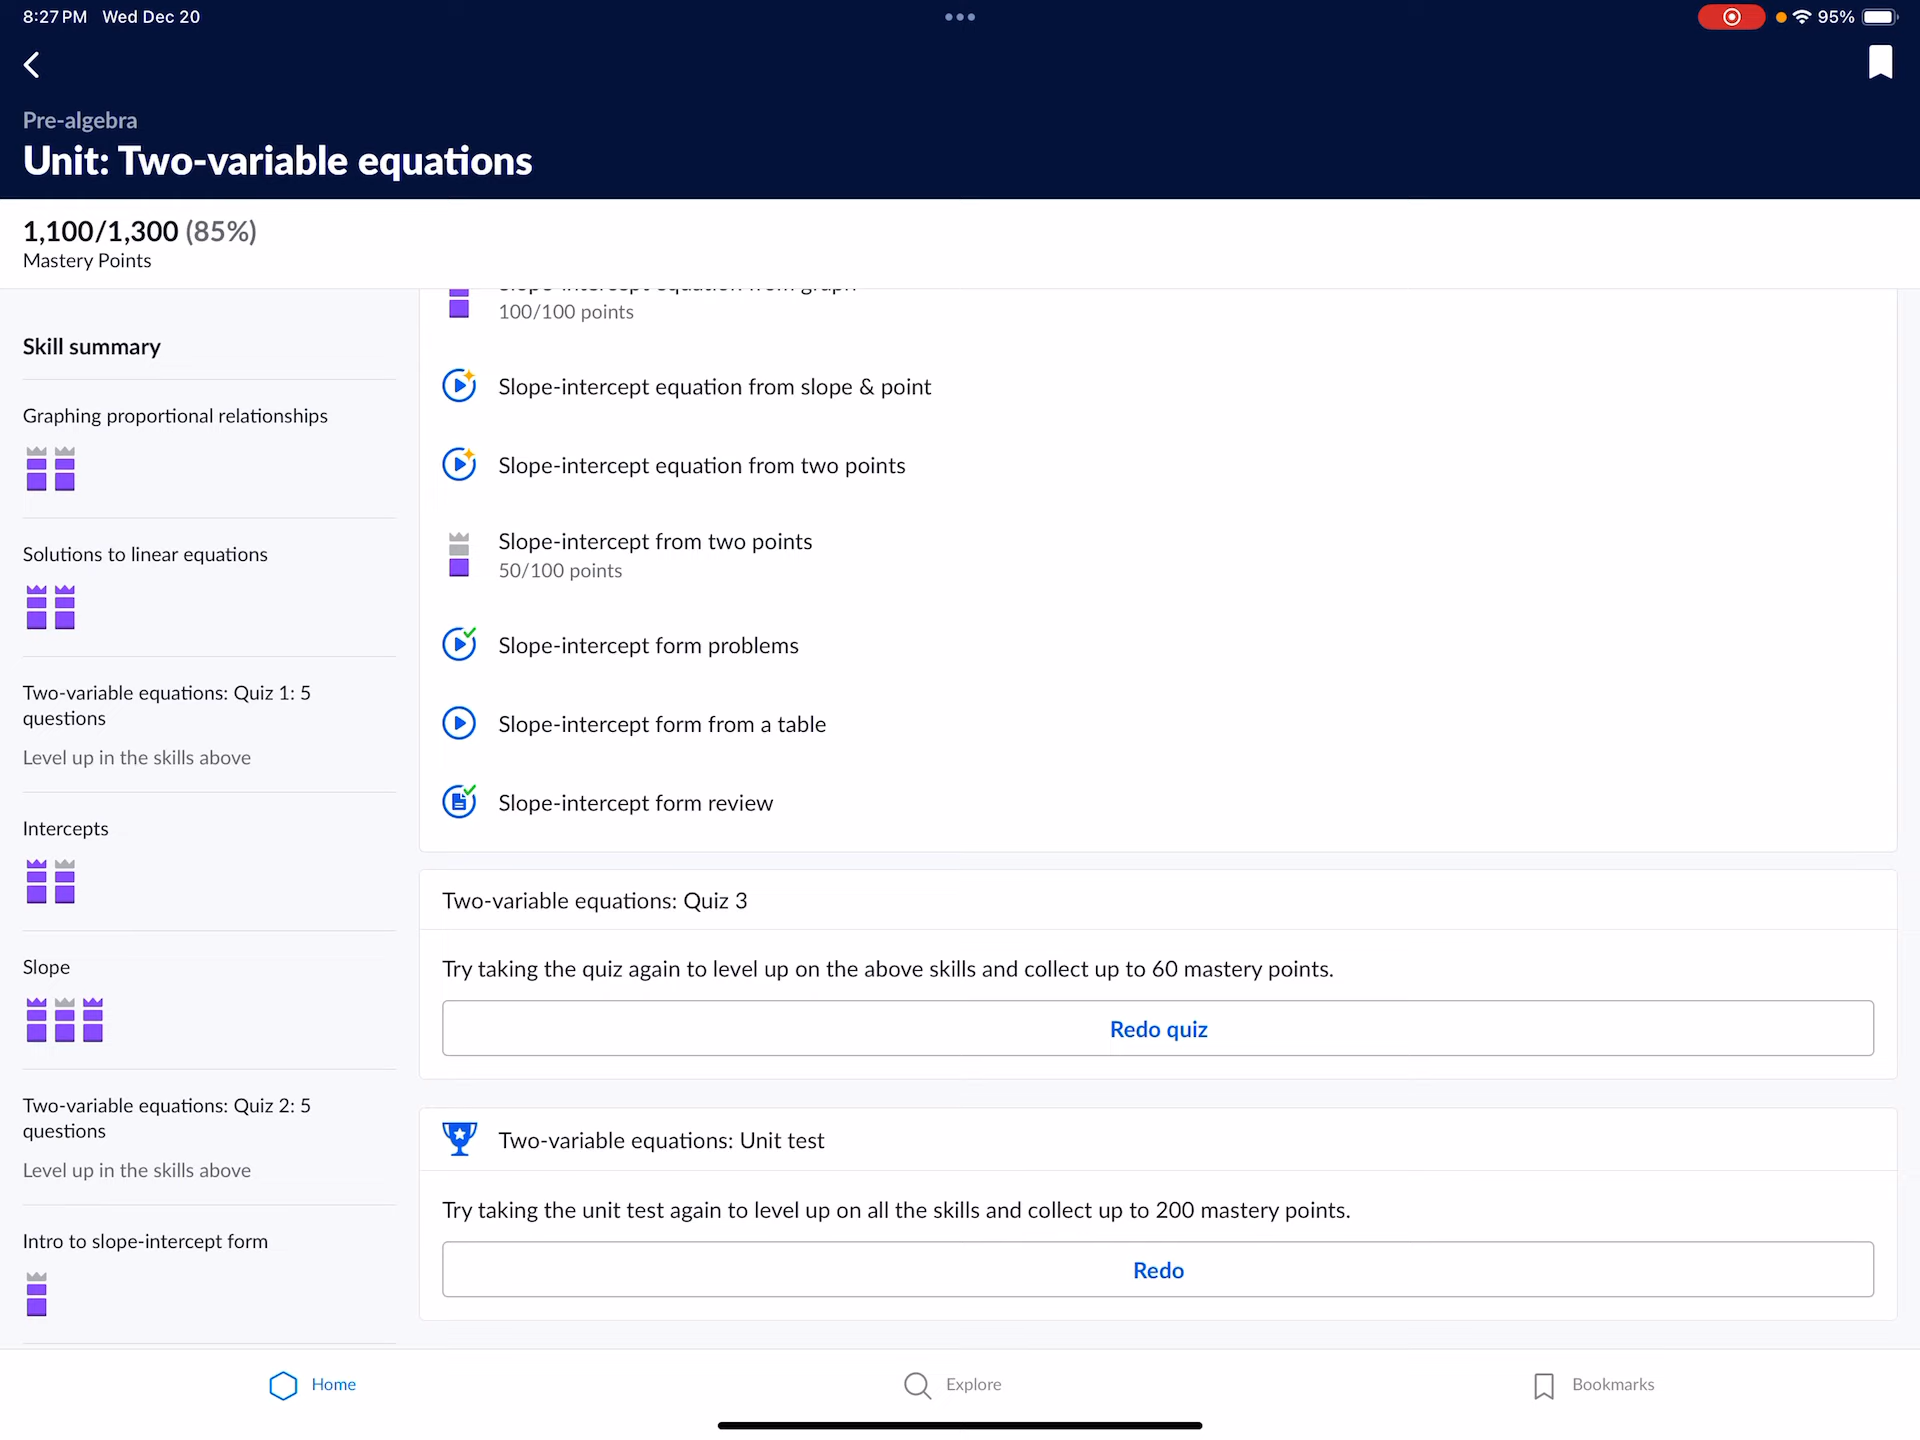 8:27 PM Wed Dec 20
95%
Pre-algebra
Unit: Two-variable equations
1,100/1,300 (85%)
Mastery Points
Skill summary
Graphing proportional relationships
Solutions to linear equations
Two-variable equations: Quiz 1: 5
questions
Level up in the skills above
Intercepts
Slope
Two-variable equations: Quiz 2: 5
questions
Level up in the skills above
Intro to slope-intercept form
Slope-intercept equation from graph
100/100 points
Slope-intercept equation from slope & point
Slope-intercept equation from two points
Slope-intercept from two points
50/100 points
Slope-intercept form problems
Slope-intercept form from a table
Slope-intercept form review
Two-variable equations: Quiz 3
Try taking the quiz again to level up on the above skills and collect up to 60 mastery points.
Redo quiz
Two-variable equations: Unit test
Try taking the unit test again to level up on all the skills and collect up to 200 mastery points.
Redo
Home
Explore
Bookmarks